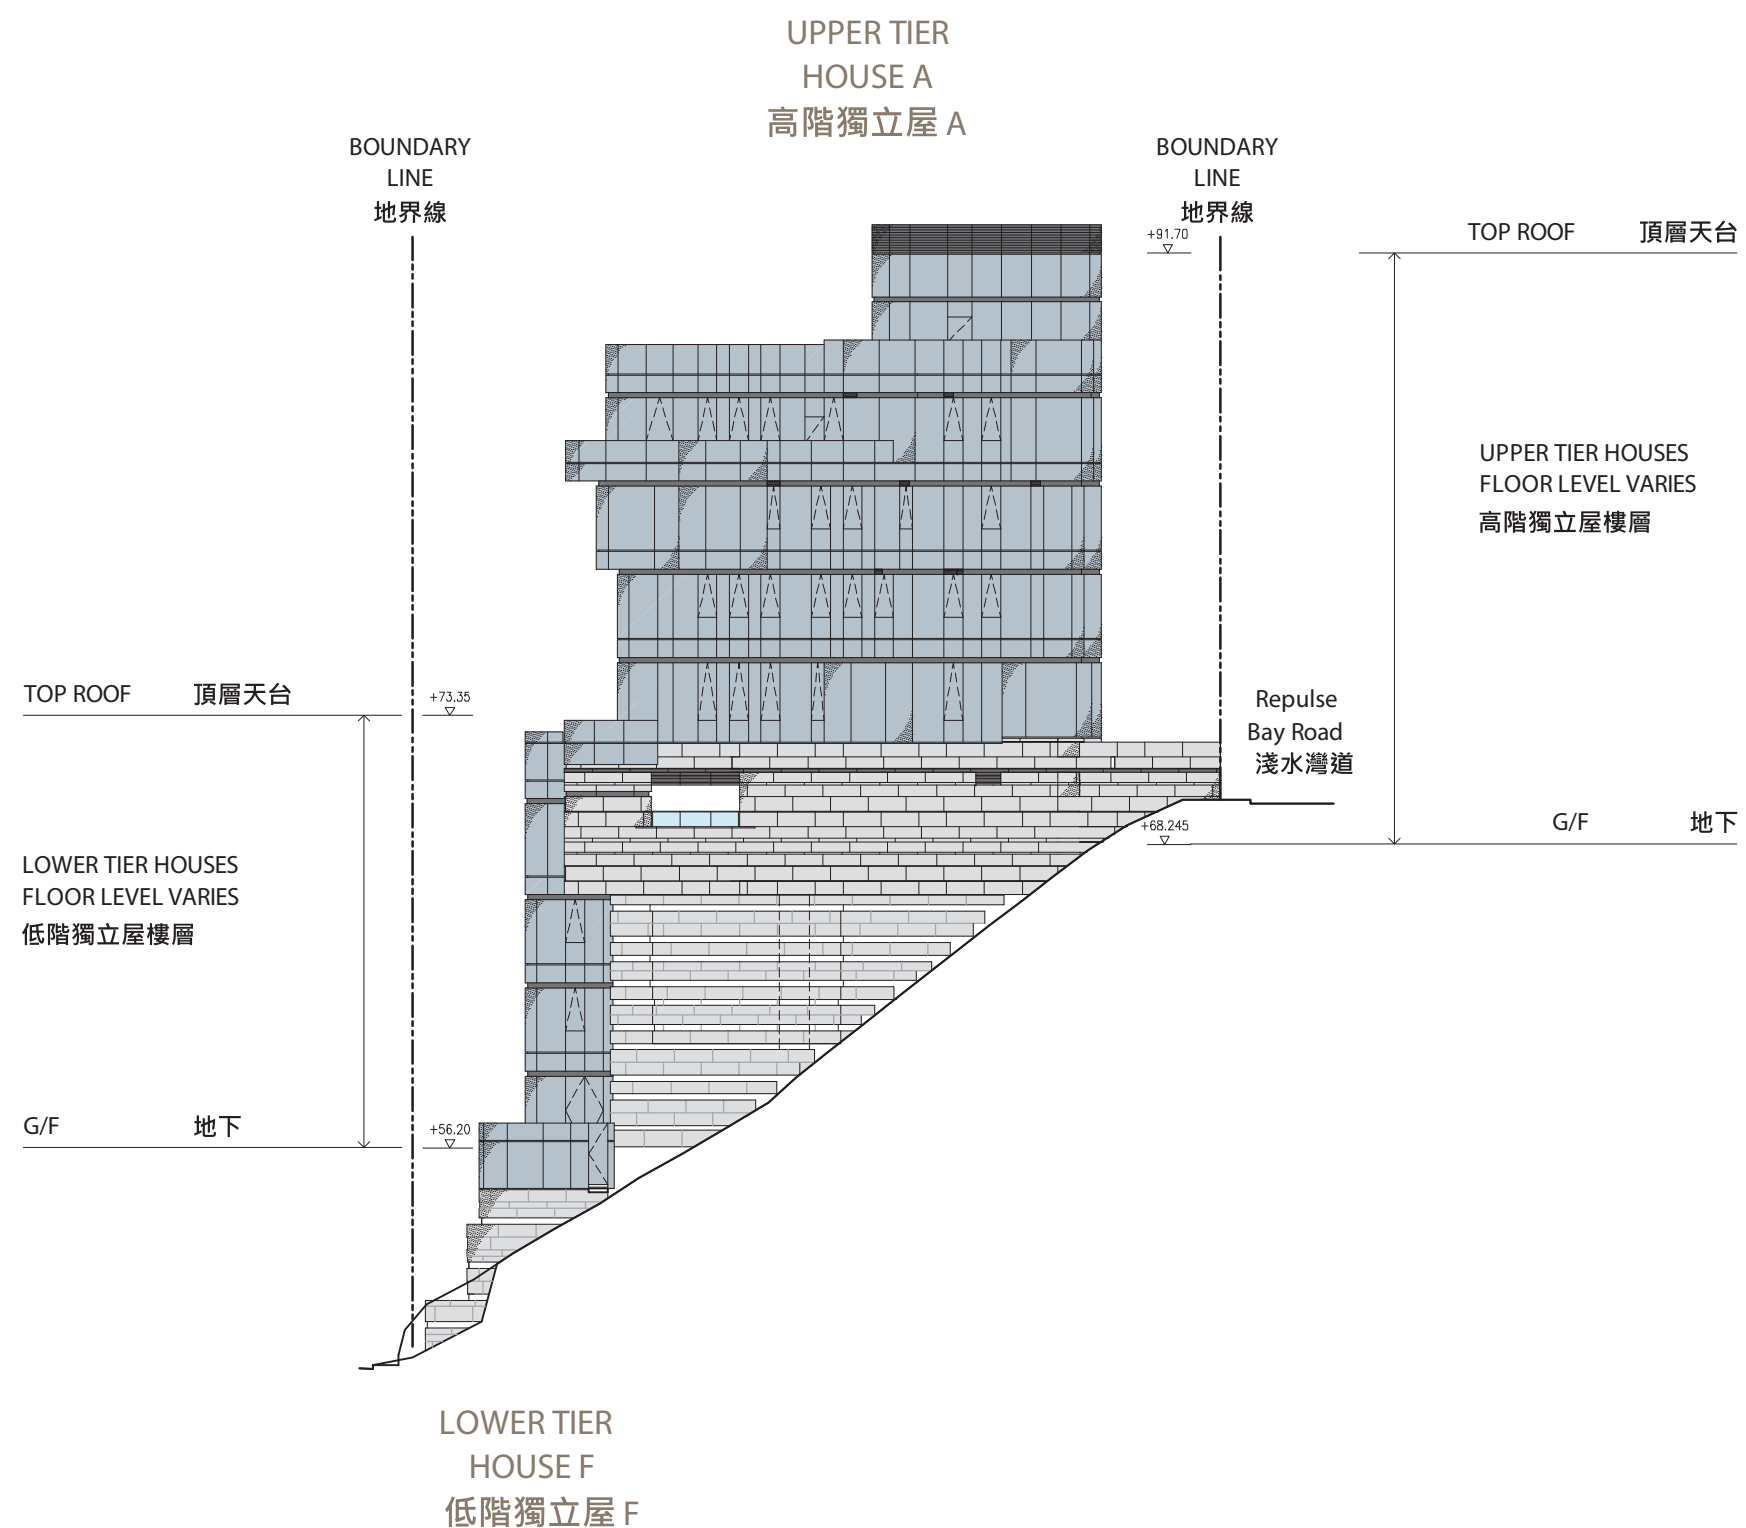 UPPER TIER
HOUSE A
高階獨立屋 A
BOUNDARY
LINE
地界線
BOUNDARY
LINE
地界線
+91.70
TOP ROOF 頂層天台
UPPER TIER HOUSES
FLOOR LEVEL VARIES
高階獨立屋樓層
TOP ROOF 頂層天台
+73.35
Repulse
Bay Road
淺水灣道
+68.245
G/F 地下
LOWER TIER HOUSES
FLOOR LEVEL VARIES
低階獨立屋樓層
G/F 地下
+56.20
LOWER TIER
HOUSE F
低階獨立屋 F